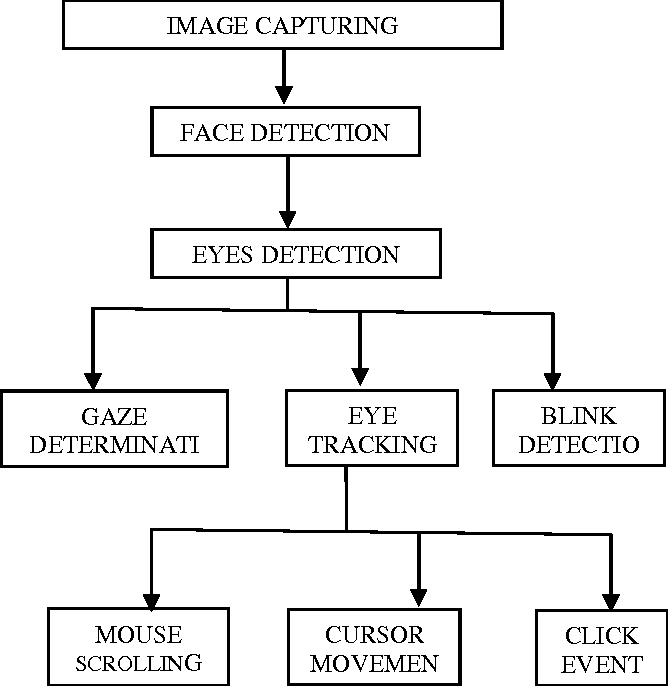 IMAGE CAPTURING
FACE DETECTION
EYES DETECTION
GAZE
DETERMINATI
EYE
TRACKING
BLINK
DETECTIO
MOUSE
SCROLLING
CURSOR
MOVEMEN
CLICK
EVENT